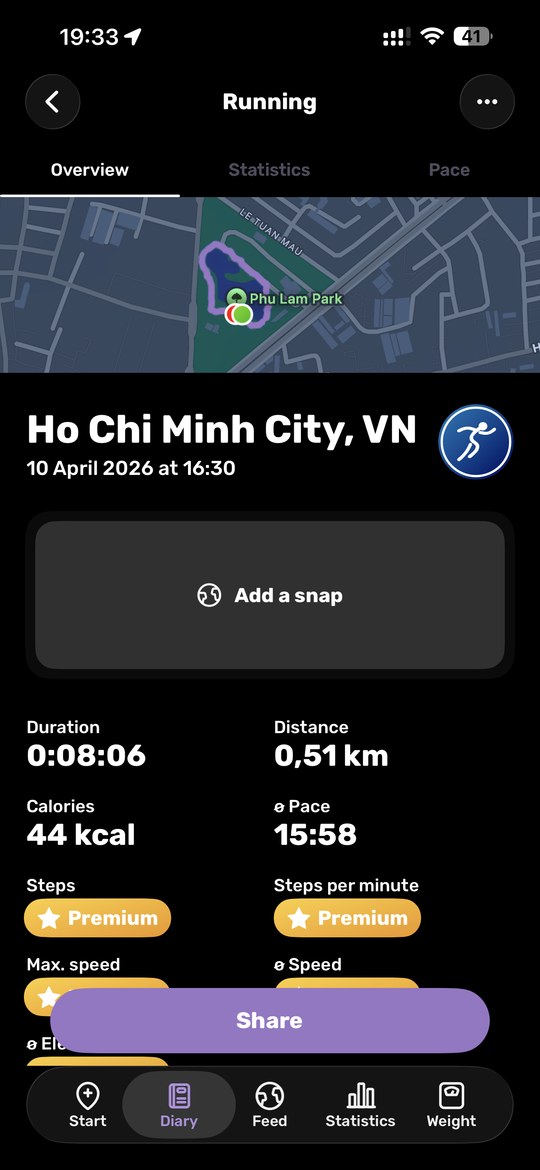 19:33
41
Running
Overview
Statistics
Pace
LE TUAN MAU
Phu Lam Park
H
Ho Chi Minh City, VN
10 April 2026 at 16:30
Add a snap
Duration
Distance
0:08:06
0,51 km
Calories
ø Pace
44 kcal
15:58
Steps
Steps per minute
Premium
Premium
Max. speed
ø Speed
Share
ø Ele
Start
Diary
Feed
Statistics
Weight